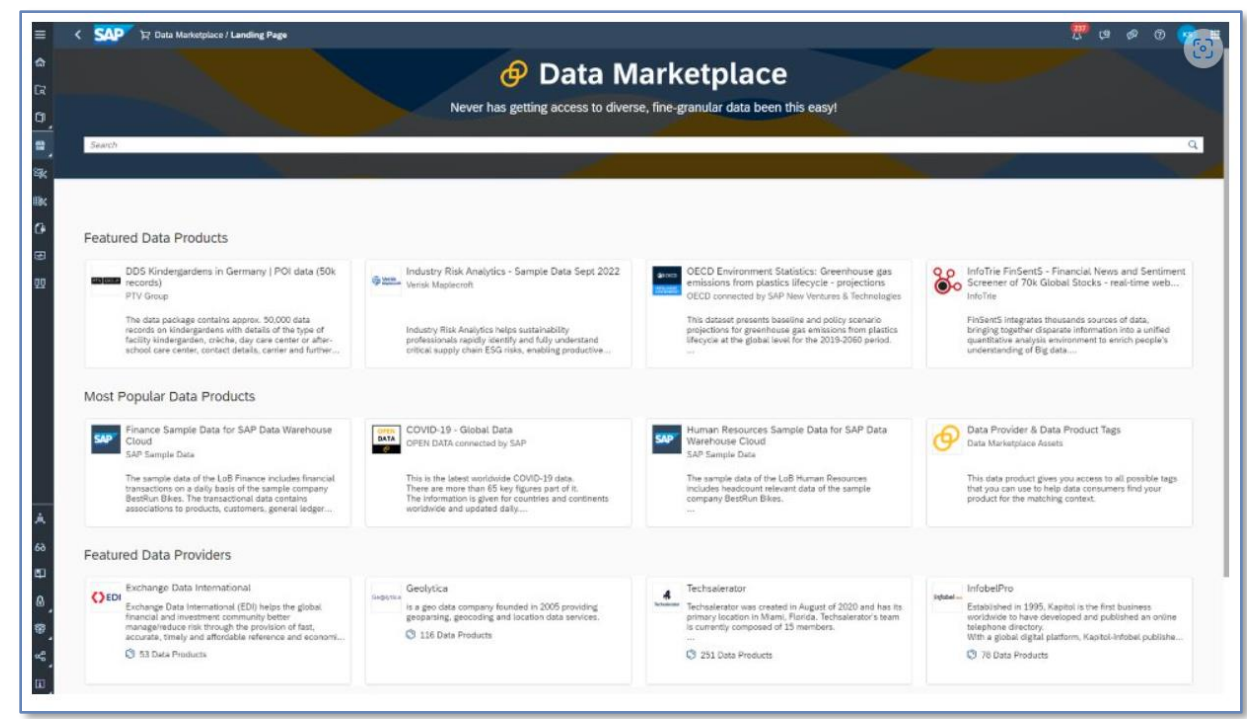 SAP Data Marketplace / Landing Page
237
Data Marketplace
Never has getting access to diverse, fine-granular data been this easy!
Search
Featured Data Products
DDS Kindergardens in Germany | POI data (50k
records)
PTV Group
The data package contains approx. 50,000 data
records on kindergardens with details of the type of
facility kindergarden, crèche, day care center or after-
school care center, contact details, carrier and further...
Industry Risk Analytics - Sample Data Sept 2022
Verisk Maplecroft
Industry Risk Analytics helps sustainability
professionals rapidly identify and fully understand
critical supply chain ESG risks, enabling productive ...
OECD Environment Statistics: Greenhouse gas
emissions from plastics lifecycle - projections
OECD connected by SAP New Ventures & Technologies
This dataset presents baseline and policy scenario
projections for greenhouse gas emissions from plastics
lifecycle at the global level for the 2019-2060 period.
...
InfoTrie FinSentS - Financial News and Sentiment
Screener of 70k Global Stocks - real-time web...
InfoTrie
FinSentS integrates thousands sources of data,
bringing together disparate information into a unified
quantitative analysis environment to enrich people's
understanding of Big data....
Most Popular Data Products
SAP
Finance Sample Data for SAP Data Warehouse
Cloud
SAP Sample Data
The sample data of the LoB Finance includes financial
transactions on a daily basis of the sample company
BestRun Bikes. The transactional data contains
associations to products, customers, general ledger...
OPEN
DATA
COVID-19 - Global Data
OPEN DATA connected by SAP
This is the latest worldwide COVID-19 data.
There are more than 65 key figures part of it.
The information is given for countries and continents
worldwide and updated daily....
SAP
Human Resources Sample Data for SAP Data
Warehouse Cloud
SAP Sample Data
The sample data of the LoB Human Resources
includes headcount relevant data of the sample
company BestRun Bikes.
...
Data Provider & Data Product Tags
Data Marketplace Assets
This data product gives you access to all possible tags
that you can use to help data consumers find your
product for the matching context.
Featured Data Providers
EDI
Exchange Data International
Exchange Data International (EDI) helps the global
financial and investment community better
manage/reduce risk through the provision of fast,
accurate, timely and affordable reference and economi...
53 Data Products
Geolytica
Geolytica
is a geo data company founded in 2005 providing
geoparsing, geocoding and location data services.
116 Data Products
Techsalerator
Techsalerator
Techsalerator was created in August of 2020 and has its
primary location in Miami, Florida. Techsalerator's team
is currently composed of 15 members.
...
251 Data Products
Infobel
InfobelPro
Established in 1995, Kapitol is the first business
worldwide to have developed and published an online
telephone directory.
With a global digital platform, Kapitol-Infobel publishe...